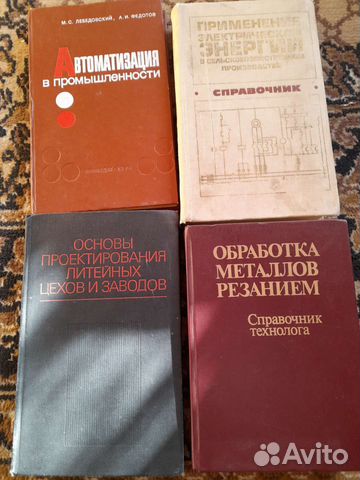 М. С. ЛЕБЕДОВСКИЙ, А. И. ФЕДОТОВ
АВТОМАТИЗАЦИЯ
В ПРОМЫШЛЕННОСТИ
ПРИМЕНЕНИЕ
ЭЛЕКТРИЧЕСКОЙ
ЭНЕРГИИ
В СЕЛЬСКОХОЗЯЙСТВЕННОМ
ПРОИЗВОДСТВЕ
СПРАВОЧНИК
ОСНОВЫ
ПРОЕКТИРОВАНИЯ
ЛИТЕЙНЫХ
ЦЕХОВ И ЗАВОДОВ
ОБРАБОТКА
МЕТАЛЛОВ
РЕЗАНИЕМ
Справочник
технолога
Avito